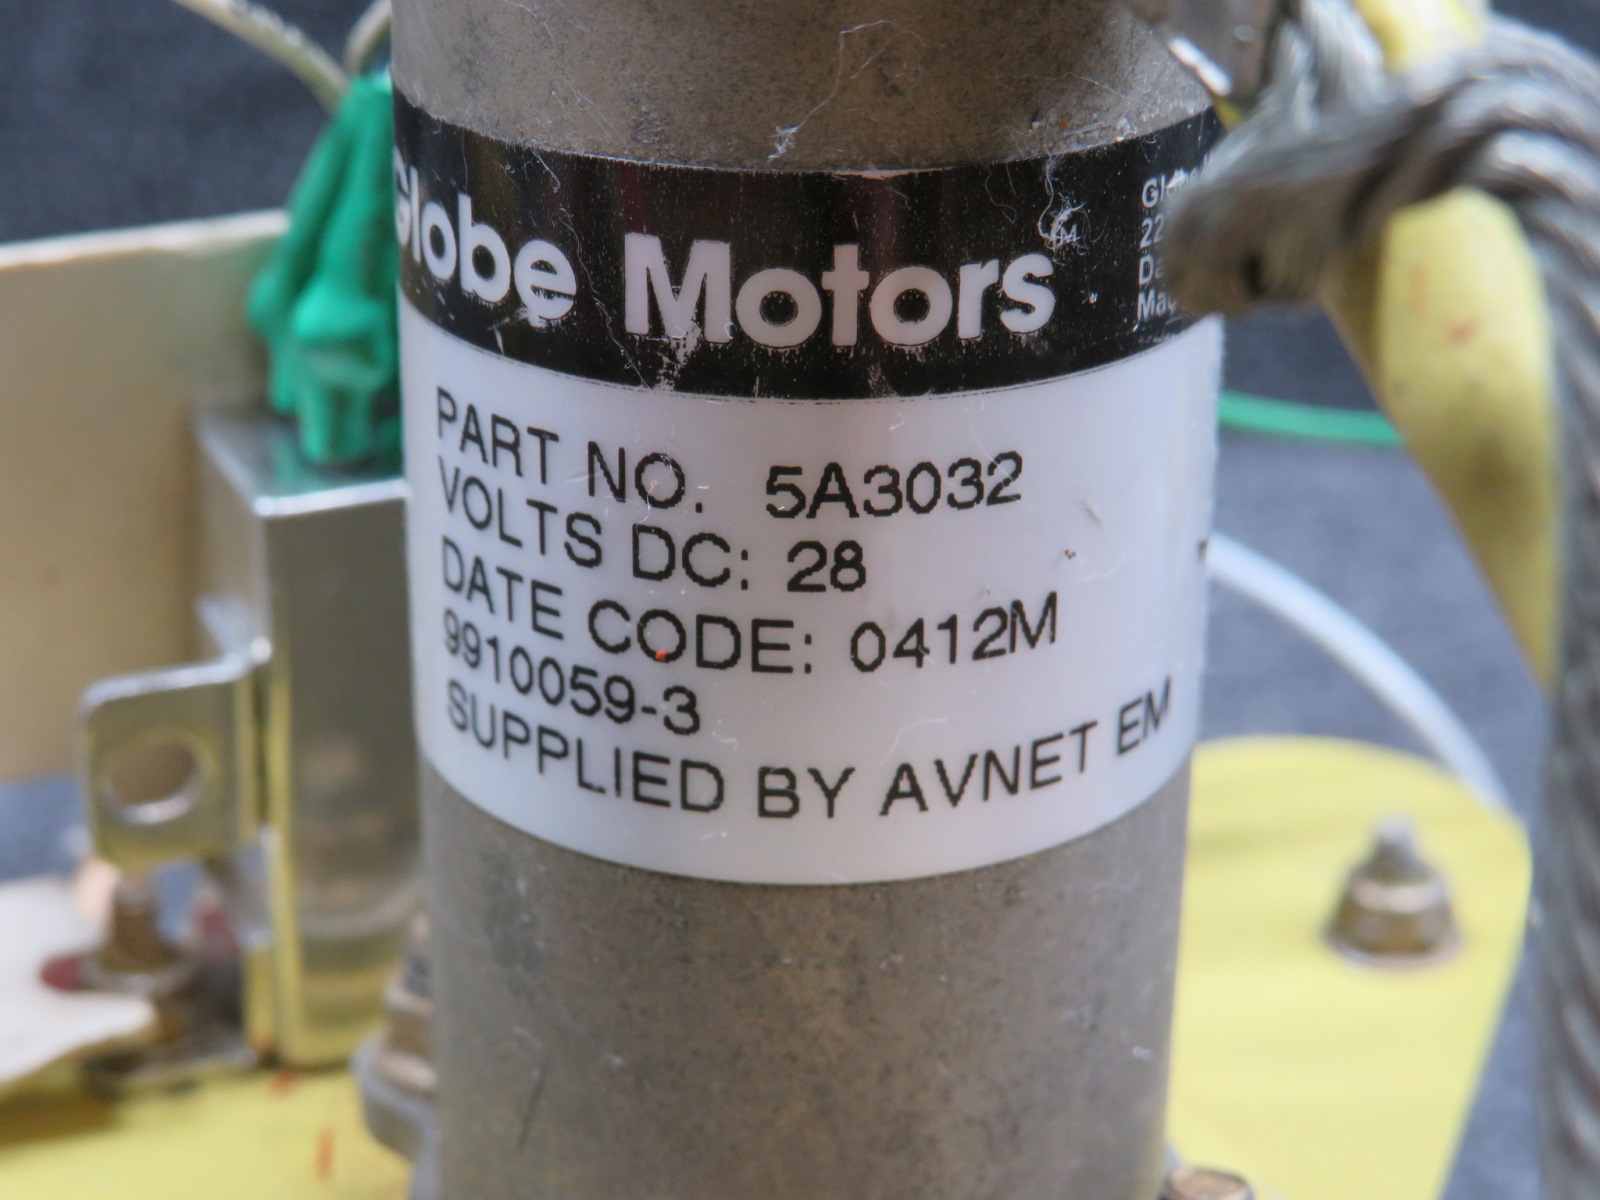 Globe Motors
PART NO. 5A3032
VOLTS DC: 28
DATE CODE: 0412M
9910059-3
SUPPLIED BY AVNET EM